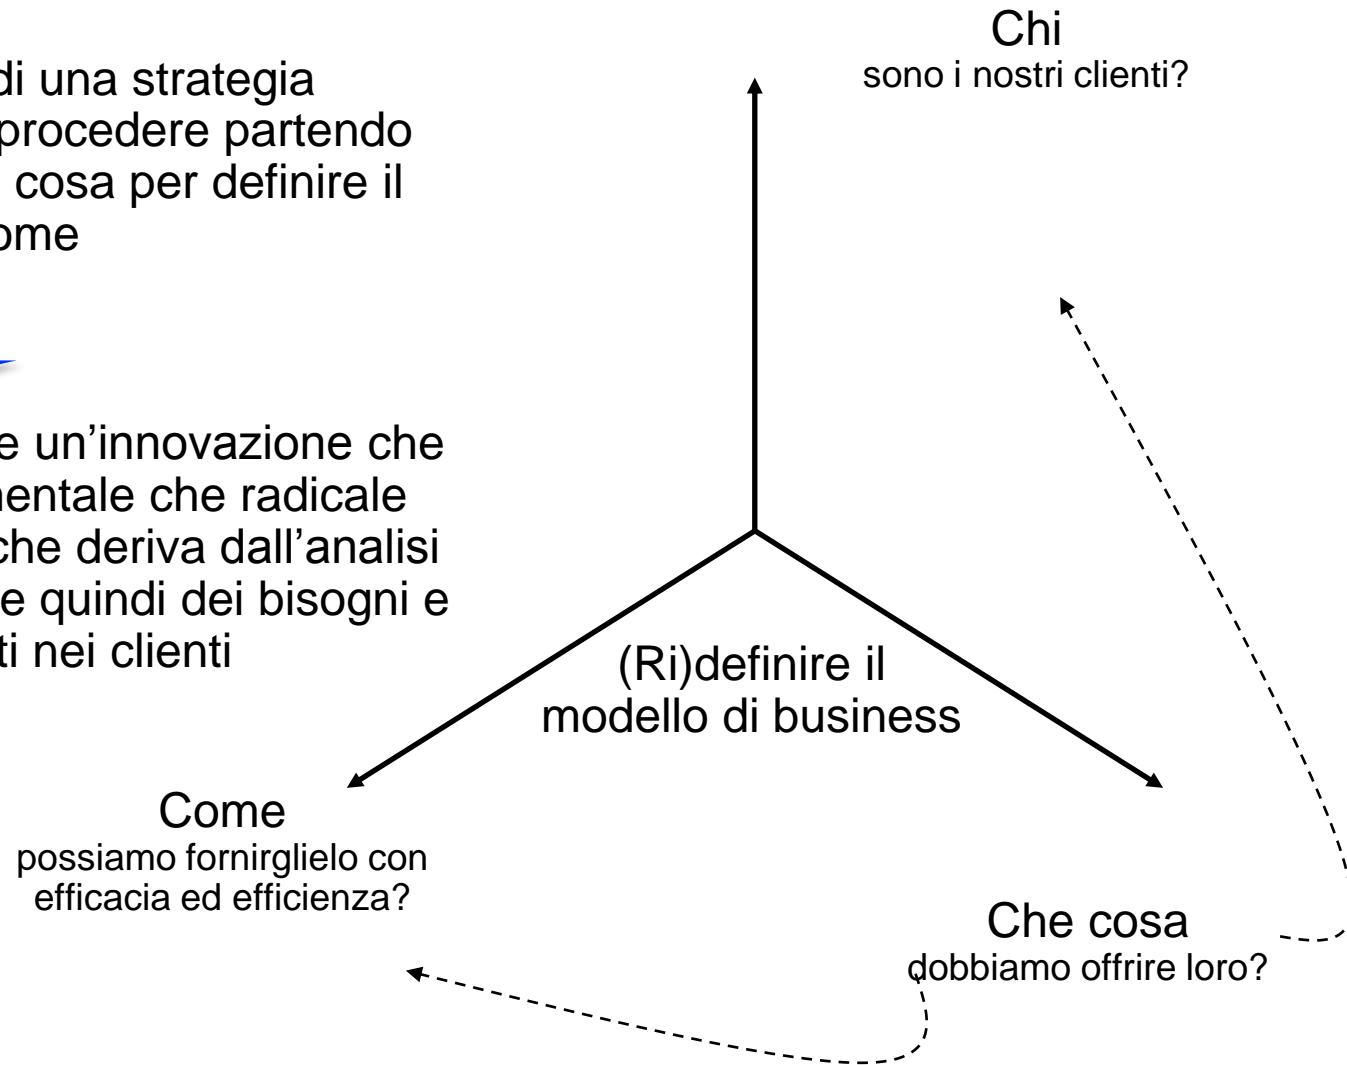 di una strategia
procedere partendo
cosa per definire il
ome
e un’innovazione che
mentale che radicale
che deriva dall’analisi
e quindi dei bisogni e
ti nei clienti
Chi
sono i nostri clienti?
(Ri)definire il
modello di business
Come
possiamo fornirglielo con
efficacia ed efficienza?
Che cosa
dobbiamo offrire loro?